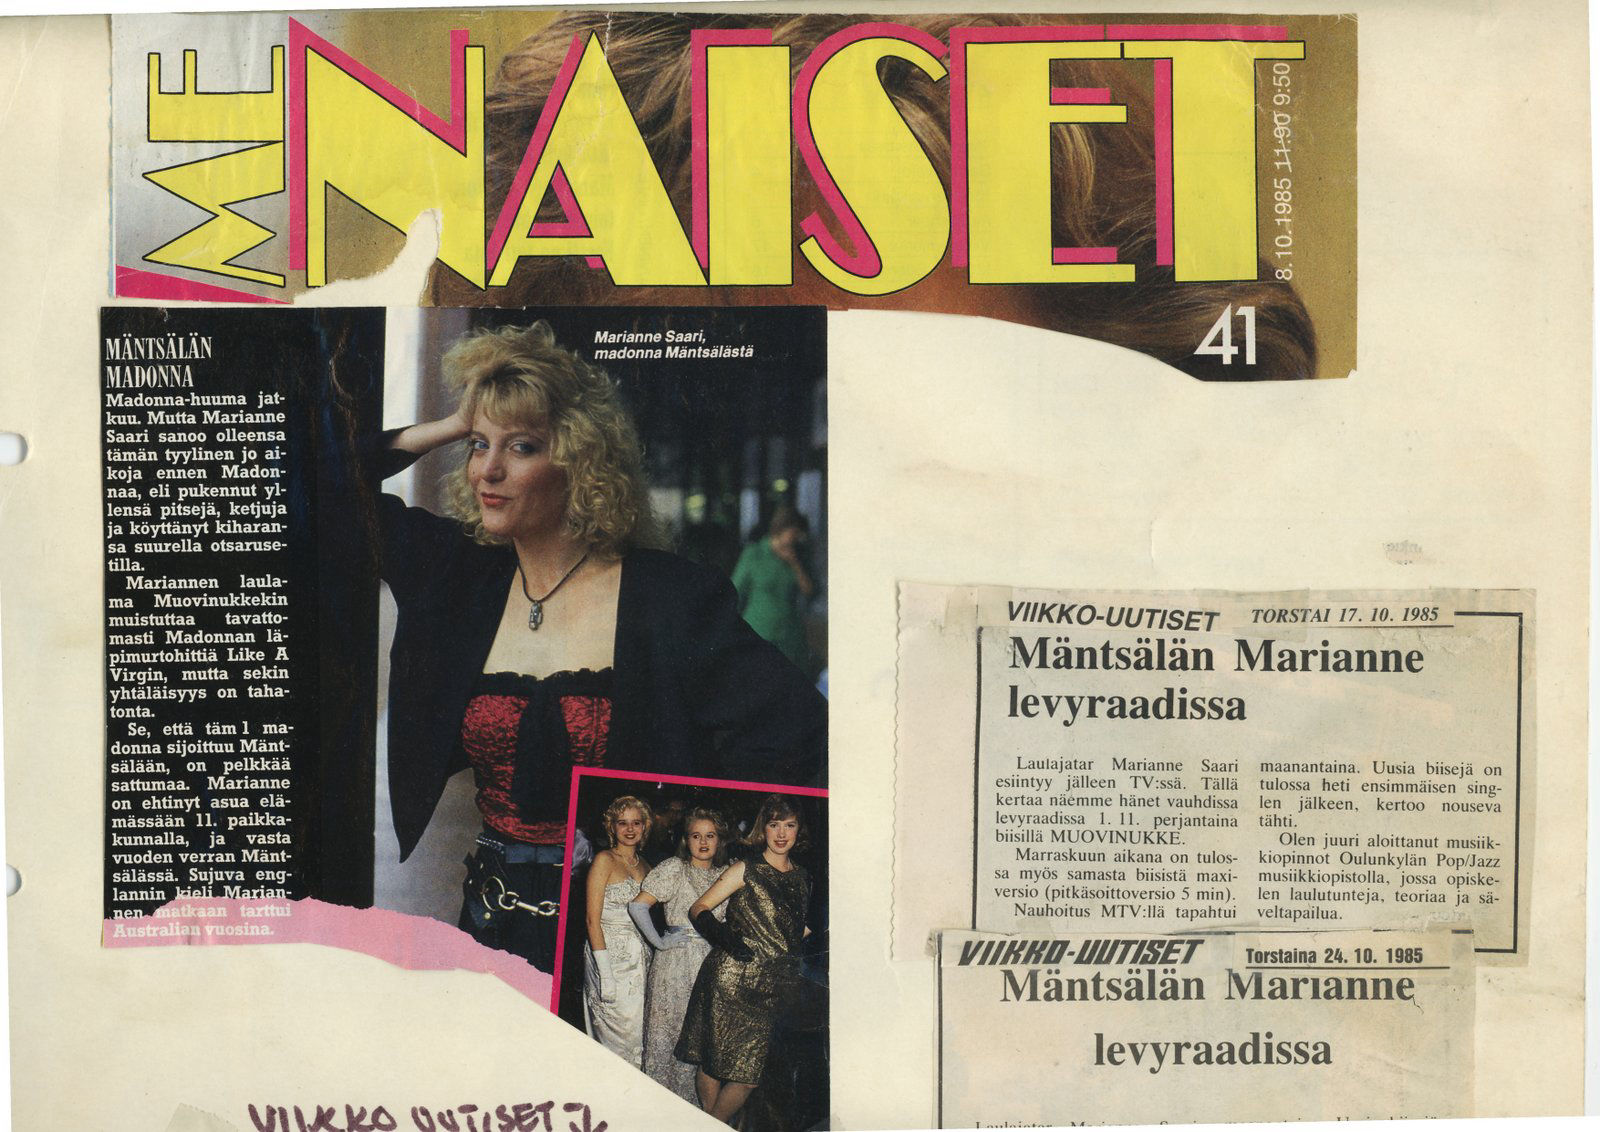 ME NAISET
8.10.1985 11:90 9:50
41
MÄNTSÄLÄN
MADONNA
Madonna-huuma jat-
kuu. Mutta Marianne
Saari sanoo olleensa
tämän tyylinen jo ai-
koja ennen Madon-
naa, eli pukennut yl-
lensä pitsejä, ketjuja
ja köyttänyt kiharan-
sa suurella otsaruse-
tilla.
Mariannen laula-
ma Muovinukkekin
muistuttaa tavatto-
masti Madonnan lä-
pimurtohittiä Like A
Virgin, mutta sekin
yhtäläisyys on taha-
tonta.
Se, että täm1 ma-
donna sijoittuu Mänt-
sälään, on pelkkää
sattumaa. Marianne
on ehtinyt asua elä-
mässään 11. paikka-
kunnalla, ja vasta
vuoden verran Mänt-
sälässä. Sujuva eng-
lannin kieli Marian-
nen matkaan tarttui
Australian vuosina.
Marianne Saari,
madonna Mäntsälästä
VIIKKO-UUTISET TORSTAI 17. 10. 1985
Mäntsälän Marianne
levyraadissa
Laulajatar Marianne Saari
esiintyy jälleen TV:ssä. Tällä
kertaa näemme hänet vauhdissa
levyraadissa 1. 11. perjantaina
biisillä MUOVINUKKE.
Marraskuun aikana on tulos-
sa myös samasta biisistä maxi-
versio (pitkäsoittoversio 5 min).
Nauhoitus MTV:llä tapahtui
maanantaina. Uusia biisejä on
tulossa heti ensimmäisen sing-
len jälkeen, kertoo nouseva
tähti.
Olen juuri aloittanut musiik-
kiopinnot Oulunkylän Pop/Jazz
musiikkiopistolla, jossa opiske-
len laulutunteja, teoriaa ja sä-
veltapailua.
VIIKKO-UUTISET Torstaina 24. 10. 1985
Mäntsälän Marianne
levyraadissa
VIIKKO UUTISET